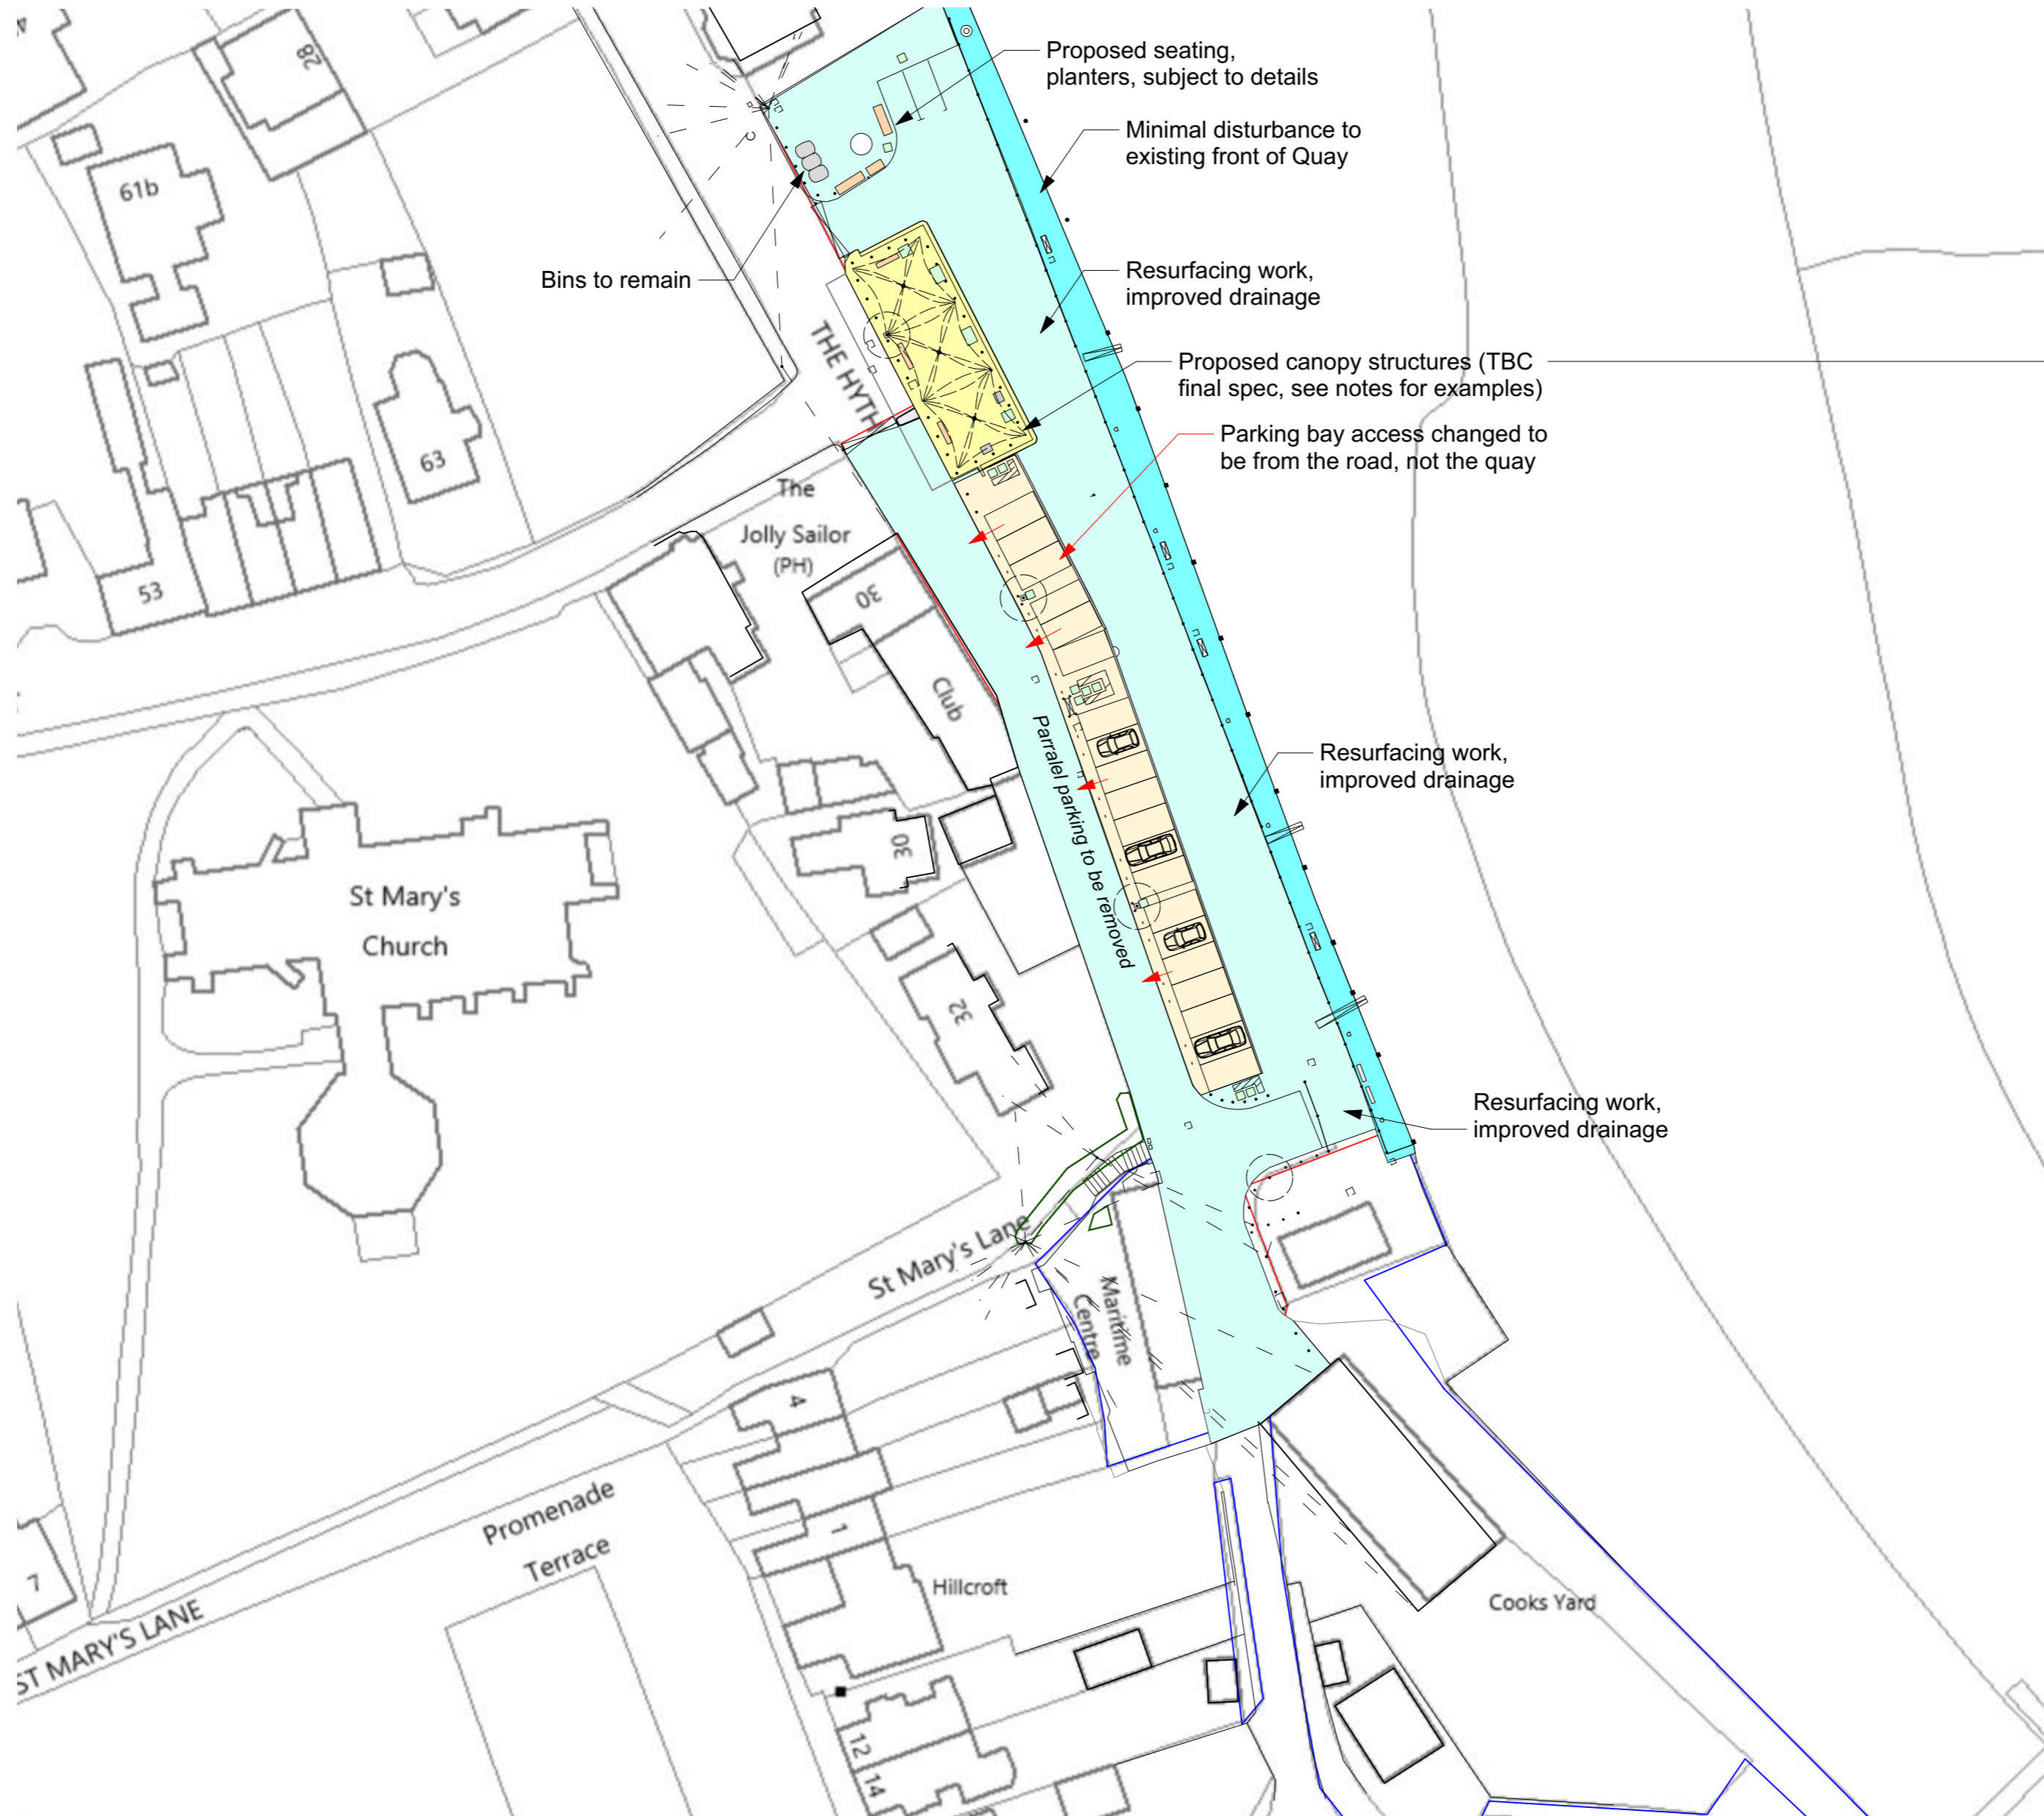 28
Proposed seating,
planters, subject to details
Minimal disturbance to
existing front of Quay
61b
Bins to remain
Resurfacing work,
improved drainage
THE HYTH
Proposed canopy structures (TBC
final spec, see notes for examples)
Parking bay access changed to
be from the road, not the quay
63
The
Jolly Sailor
(PH)
53
30
Club
Parralel parking to be removed
Resurfacing work,
improved drainage
30
St Mary's
Church
32
Resurfacing work,
improved drainage
St Mary's Lane
Maritime
Centre
4
Promenade
Terrace
1
7
Hillcroft
Cooks Yard
ST MARY'S LANE
12
14